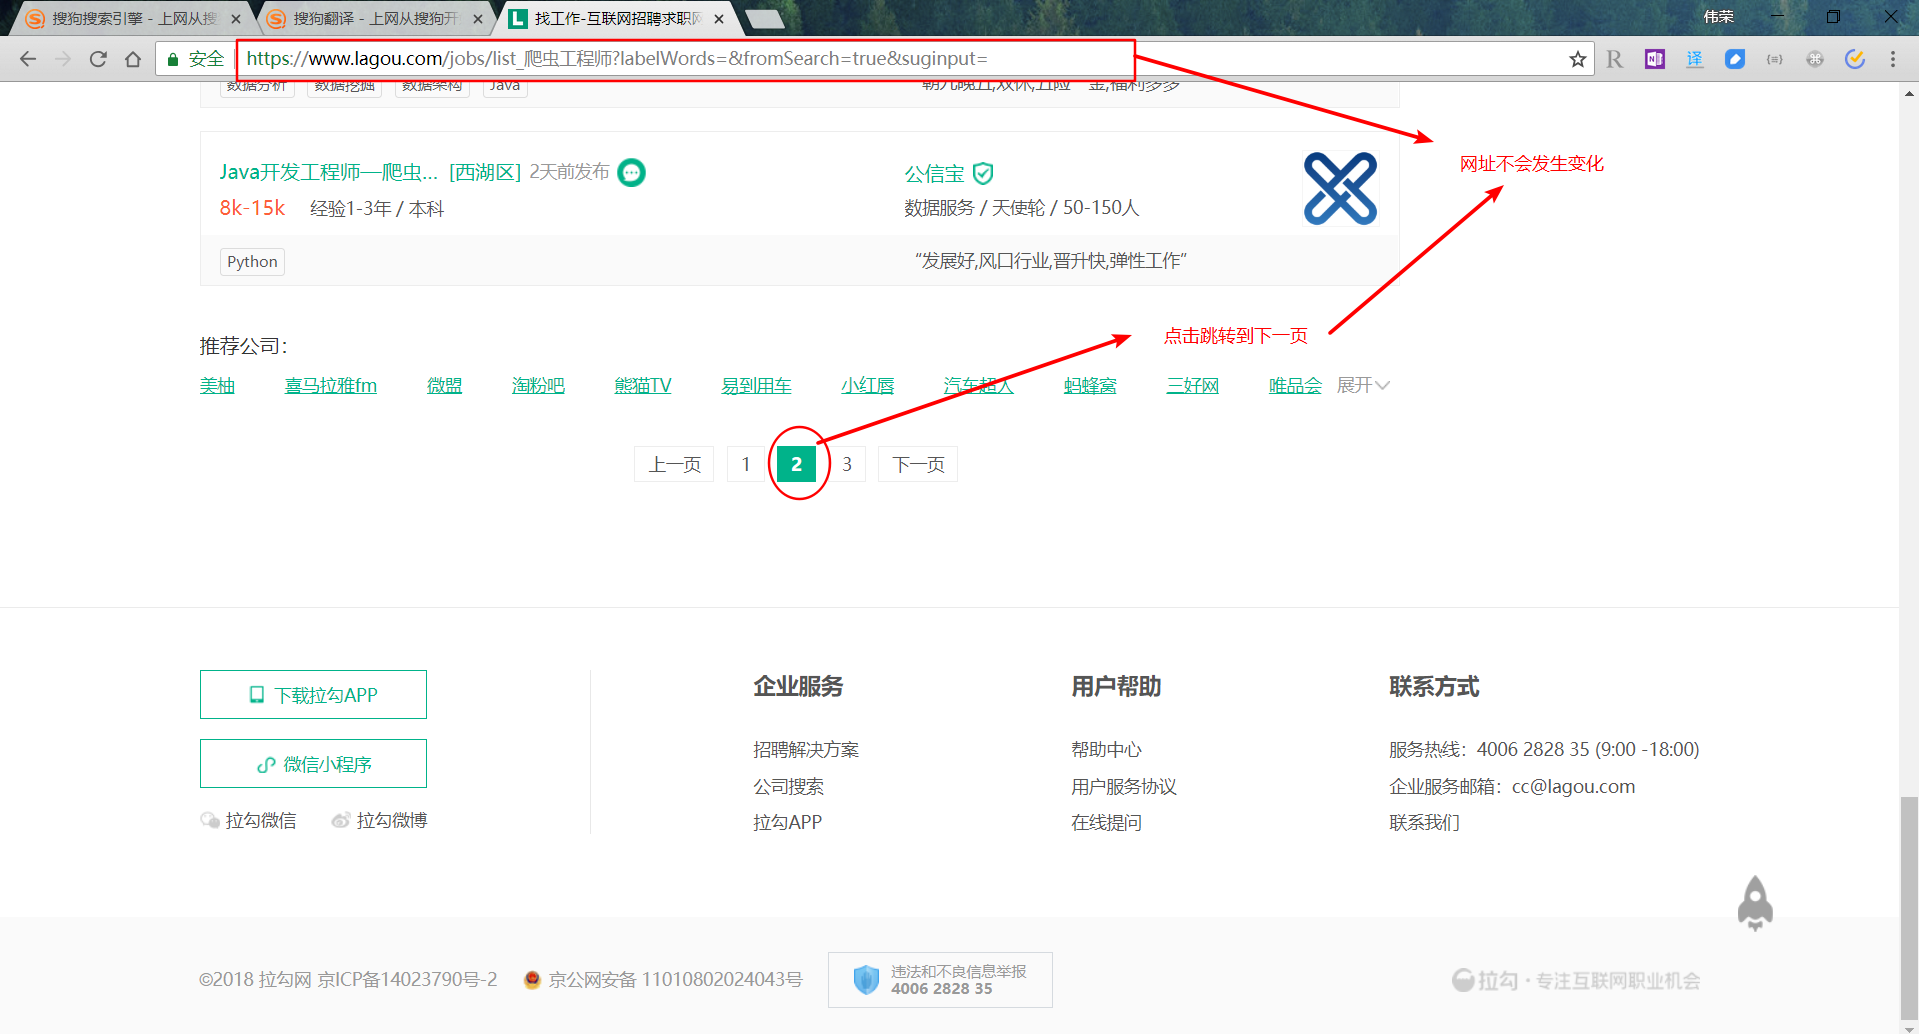 搜狗搜索引擎 - 上网从搜
搜狗翻译 - 上网从搜狗开
找工作-互联网招聘求职网
伟荣
安全
https://www.lagou.com/jobs/list_爬虫工程师?labelWords=&fromSearch=true&suginput=
R
译
数据分析 数据挖掘 数据架构 Java
网址不会发生变化
Java开发工程师—爬虫... [西湖区] 2天前发布
公信宝
8k-15k 经验1-3年 / 本科
数据服务 / 天使轮 / 50-150人
Python
“发展好,风口行业,晋升快,弹性工作”
点击跳转到下一页
推荐公司:
美柚 喜马拉雅fm 微盟 淘粉吧 熊猫TV 易到用车 小红唇 汽车超人 蚂蜂窝 三好网 唯品会 展开
上一页 1 2 3 下一页
下载拉勾APP
微信小程序
拉勾微信 拉勾微博
企业服务
招聘解决方案
公司搜索
拉勾APP
用户帮助
帮助中心
用户服务协议
在线提问
联系方式
服务热线：4006 2828 35 (9:00 -18:00)
企业服务邮箱：cc@lagou.com
联系我们
©2018 拉勾网 京ICP备14023790号-2
京公网安备 11010802024043号
违法和不良信息举报
4006 2828 35
拉勾 · 专注互联网职业机会